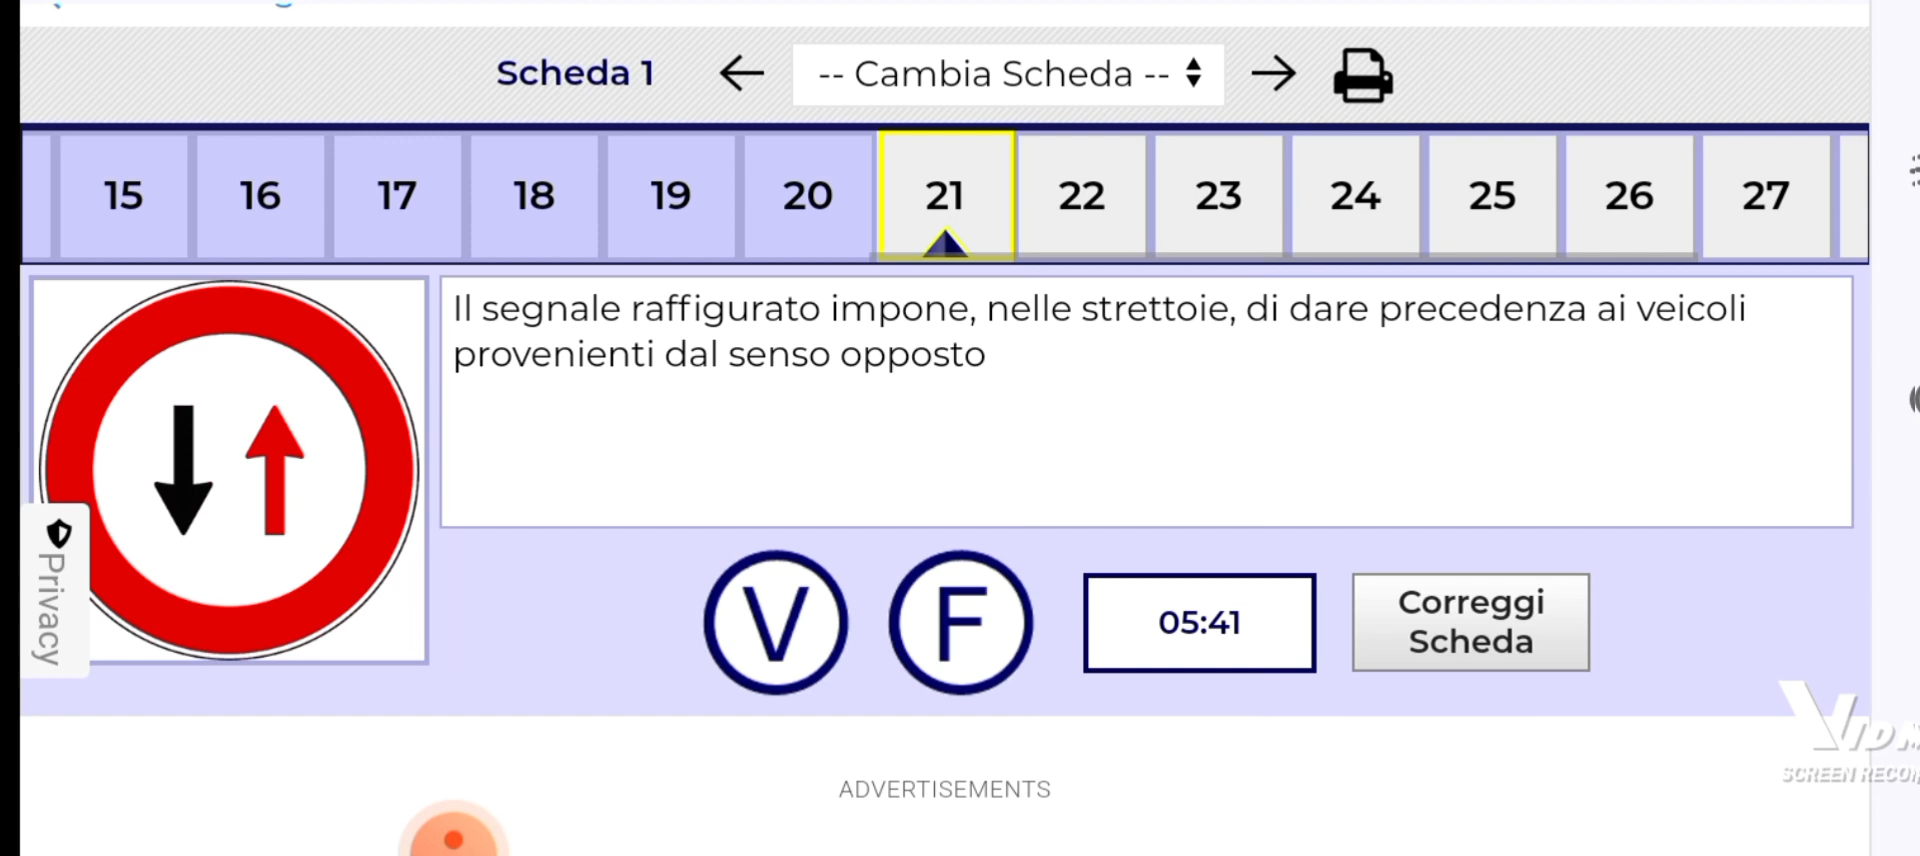 Scheda 1
-- Cambia Scheda --
15 16 17 18 19 20 21 22 23 24 25 26 27
Il segnale raffigurato impone, nelle strettoie, di dare precedenza ai veicoli
provenienti dal senso opposto
Privacy
V F 05:41
Correggi
Scheda
ADVERTISEMENTS
SCREEN